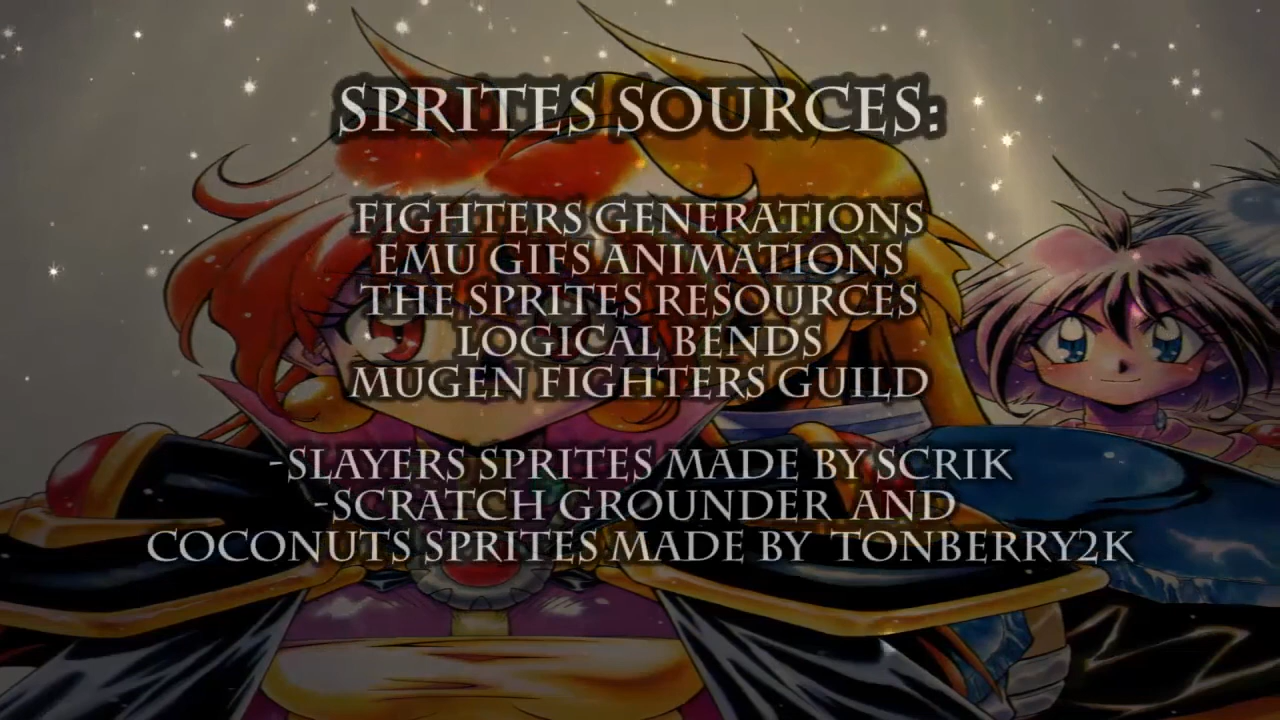 SPRITES SOURCES:
FIGHTERS GENERATIONS
EMU GIFS ANIMATIONS
THE SPRITES RESOURCES
LOGICAL BENDS
MUGEN FIGHTERS GUILD
-SLAYERS SPRITES MADE BY SCRIK
-SCRATCH GROUNDER AND
COCONUTS SPRITES MADE BY TONBERRY2K